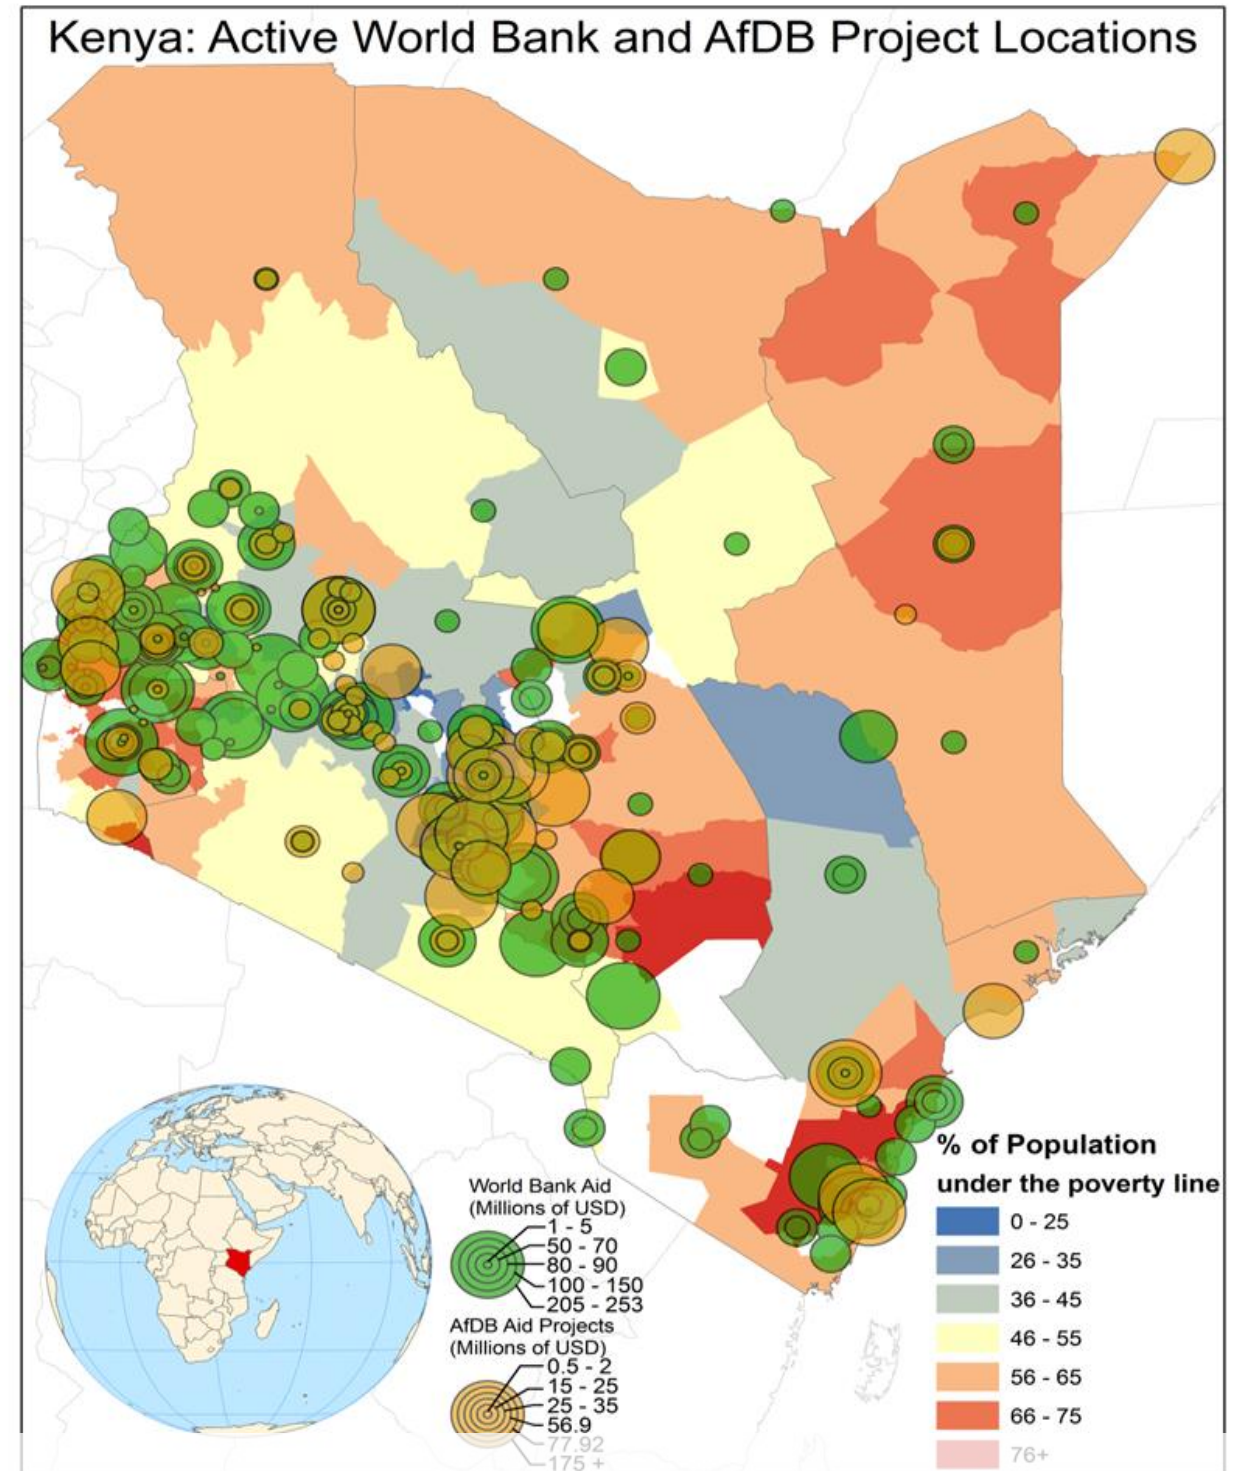 Kenya: Active World Bank and AfDB Project Locations
World Bank Aid
(Millions of USD)
1 - 5
50 - 70
80 - 90
100 - 150
205 - 253
AfDB Aid Projects
(Millions of USD)
0.5 - 2
15 - 25
25 - 35
56.9
77.92
175 +
% of Population
under the poverty line
0 - 25
26 - 35
36 - 45
46 - 55
56 - 65
66 - 75
76+